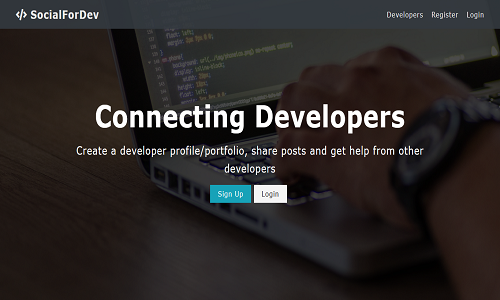 </> SocialForDev
Developers Register Login
Connecting Developers
Create a developer profile/portfolio, share posts and get help from other
developers
Sign Up Login